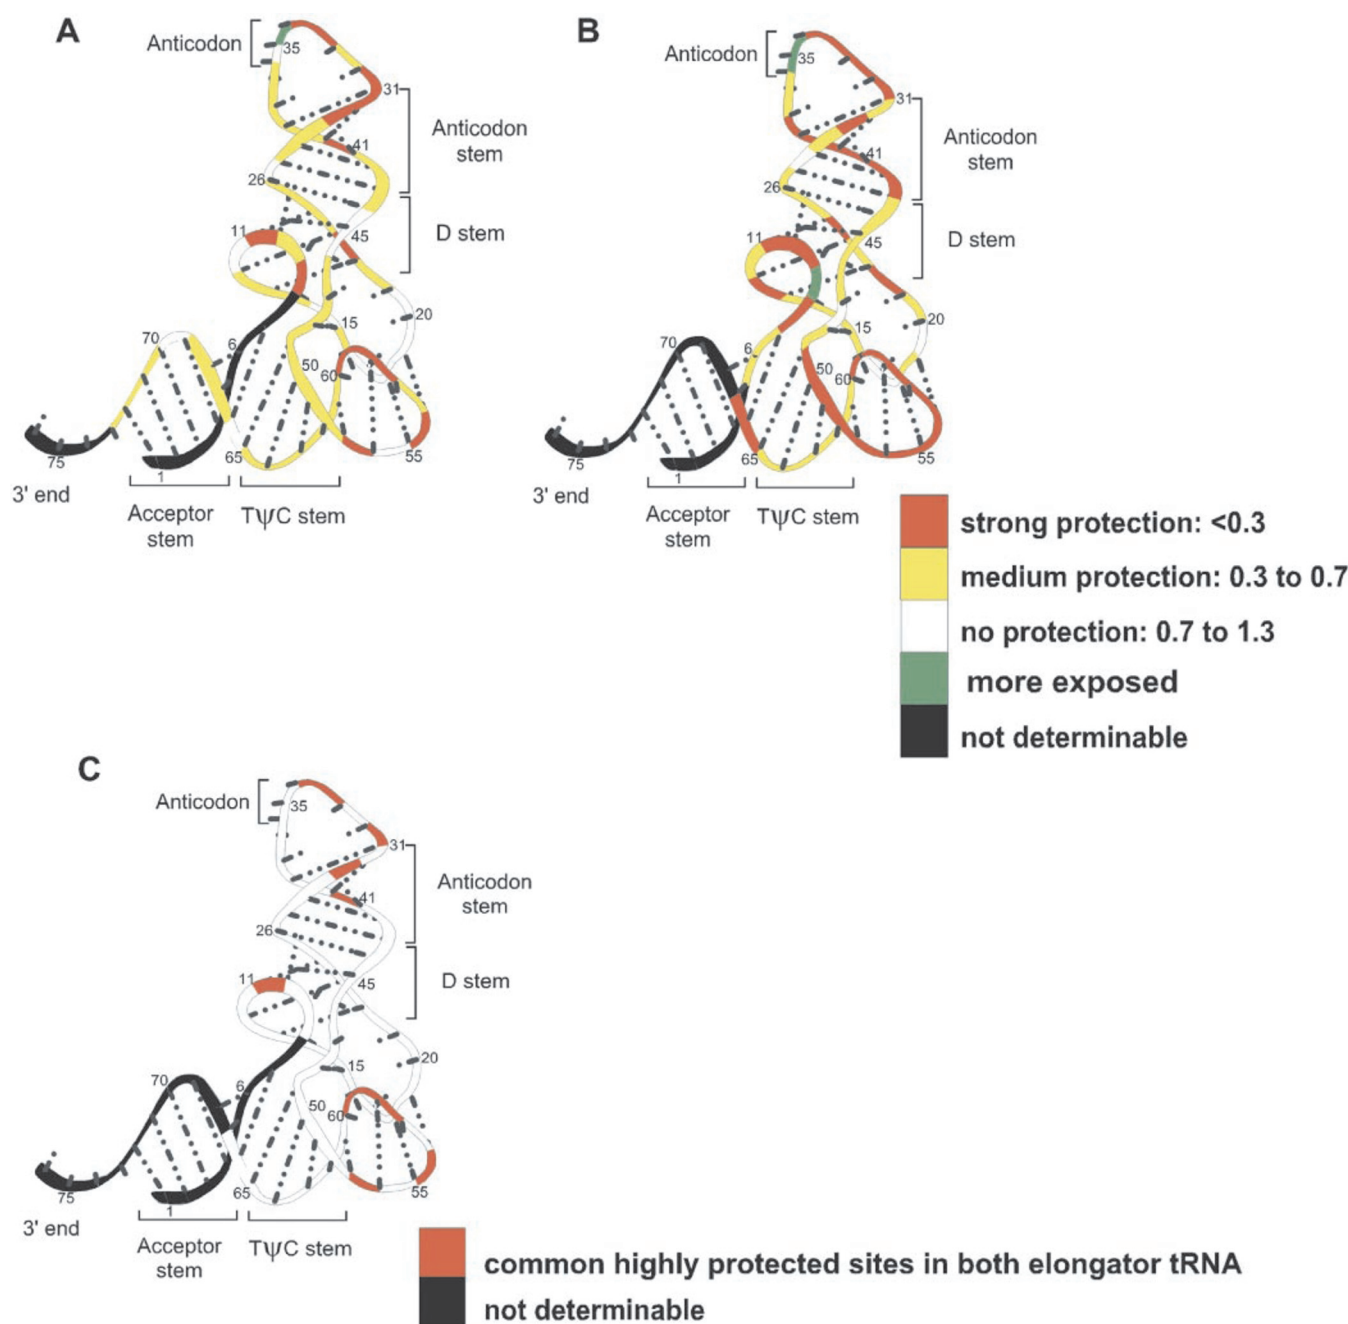 A
Anticodon
35
31
Anticodon
stem
41
26
11
45
D stem
20
15
70
6
50
60
75
65
55
1
3' end
Acceptor
stem
TψC stem
B
Anticodon
35
31
Anticodon
stem
41
26
11
45
D stem
20
15
70
6
50
60
75
65
55
1
3' end
Acceptor
stem
TψC stem
strong protection: <0.3
medium protection: 0.3 to 0.7
no protection: 0.7 to 1.3
more exposed
not determinable
C
Anticodon
35
31
Anticodon
stem
41
26
11
45
D stem
20
15
70
6
50
60
75
65
55
1
3' end
Acceptor
stem
TψC stem
common highly protected sites in both elongator tRNA
not determinable